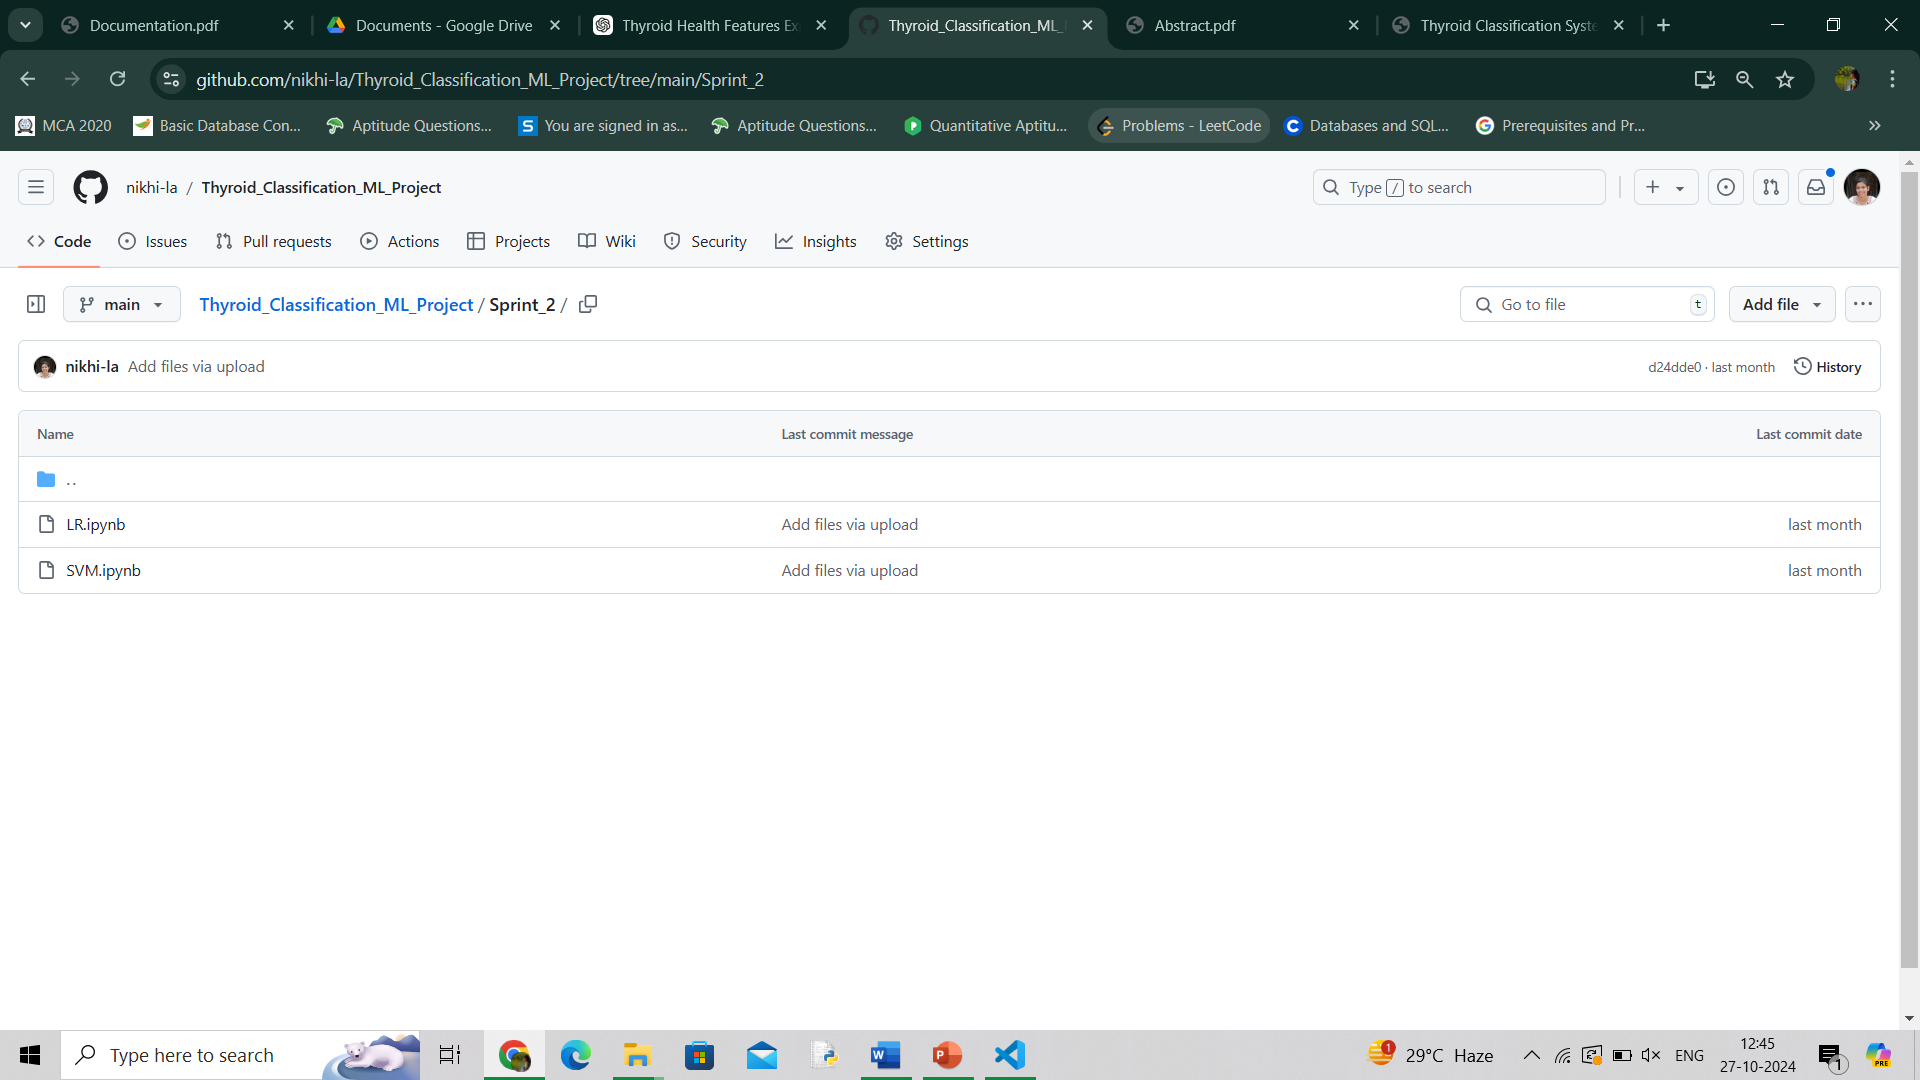 Documentation.pdf
Documents - Google Drive
Thyroid Health Features Ex
Thyroid_Classification_ML_
Abstract.pdf
Thyroid Classification Syste
github.com/nikhi-la/Thyroid_Classification_ML_Project/tree/main/Sprint_2
MCA 2020
Basic Database Con...
Aptitude Questions...
You are signed in as...
Aptitude Questions...
Quantitative Aptitu...
Problems - LeetCode
Databases and SQL...
Prerequisites and Pr...
nikhi-la / Thyroid_Classification_ML_Project
Type / to search
Code
Issues
Pull requests
Actions
Projects
Wiki
Security
Insights
Settings
main
Thyroid_Classification_ML_Project / Sprint_2 /
Go to file
t
Add file
nikhi-la Add files via upload
d24dde0 · last month
History
Name Last commit message Last commit date
..
LR.ipynb Add files via upload last month
SVM.ipynb Add files via upload last month
Type here to search
1
29°C Haze
ENG
12:45
27-10-2024
1
PRE